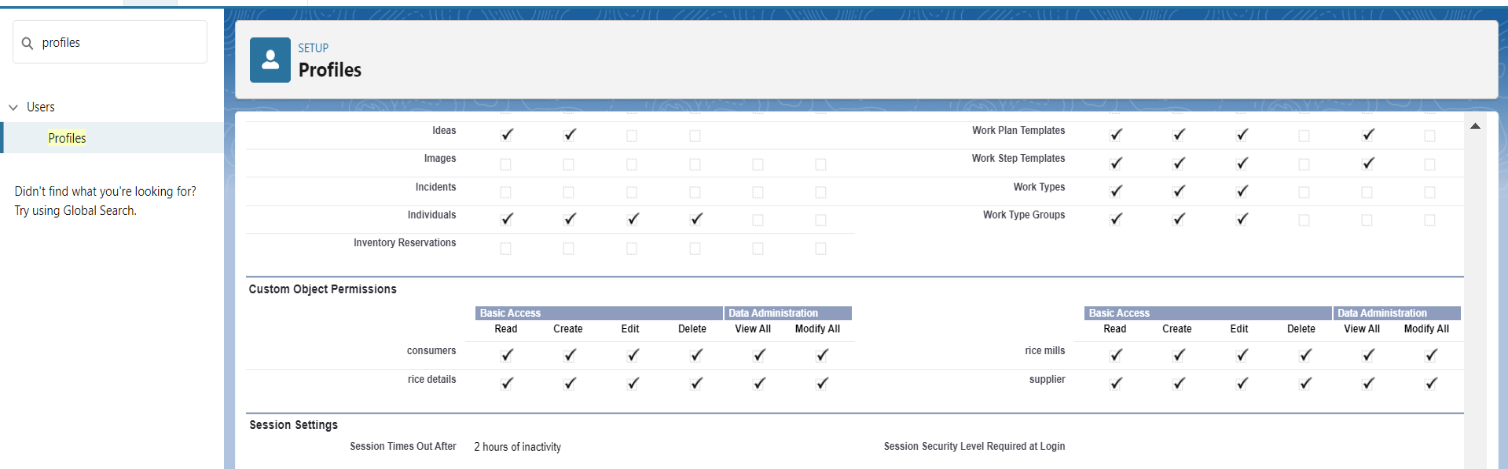 profiles
Users
Profiles
Didn't find what you're looking for?
Try using Global Search.
SETUP
Profiles
Ideas
Work Plan Templates
Images
Work Step Templates
Incidents
Work Types
Individuals
Work Type Groups
Inventory Reservations
Custom Object Permissions
Basic Access Data Administration Basic Access Data Administration
Read Create Edit Delete View All Modify All Read Create Edit Delete View All Modify All
consumers rice mills
rice details supplier
Session Settings
Session Times Out After 2 hours of inactivity Session Security Level Required at Login